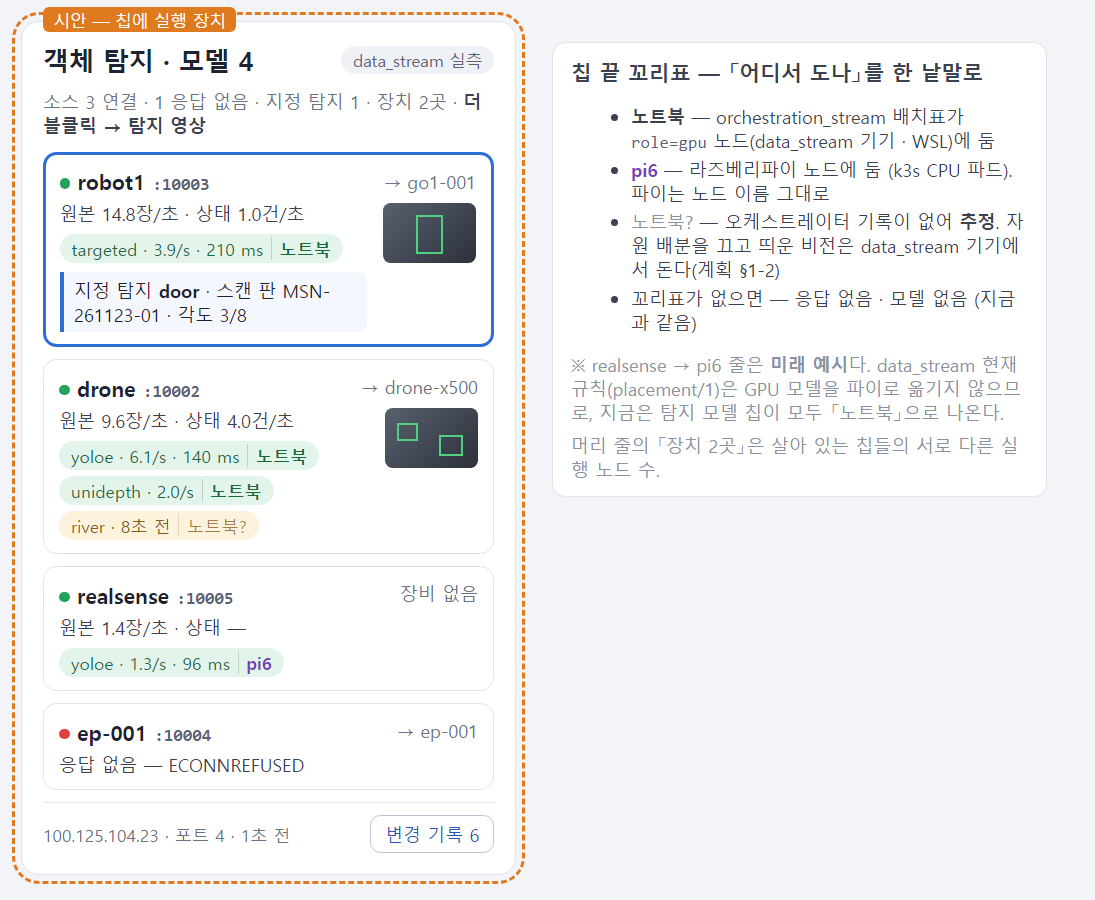 시안 — 칩에 실행 장치
객체 탐지 · 모델 4
data_stream 실측
소스 3 연결 · 1 응답 없음 · 지정 탐지 1 · 장치 2곳 · 더
블클릭 → 탐지 영상
robot1 :10003
→ go1-001
원본 14.8장/초 · 상태 1.0건/초
targeted · 3.9/s · 210 ms 노트북
지정 탐지 door · 스캔 판 MSN-
261123-01 · 각도 3/8
drone :10002
→ drone-x500
원본 9.6장/초 · 상태 4.0건/초
yoloe · 6.1/s · 140 ms 노트북
unidepth · 2.0/s 노트북
river · 8초 전 노트북?
realsense :10005
장비 없음
원본 1.4장/초 · 상태 —
yoloe · 1.3/s · 96 ms pi6
ep-001 :10004
→ ep-001
응답 없음 — ECONNREFUSED
100.125.104.23 · 포트 4 · 1초 전
변경 기록 6
칩 끝 꼬리표 — 「어디서 도나」를 한 낱말로
• 노트북 — orchestration_stream 배치표가
role=gpu 노드(data_stream 기기 · WSL)에 둠
• pi6 — 라즈베리파이 노드에 둠 (k3s CPU 파드).
파이는 노드 이름 그대로
• 노트북? — 오케스트레이터 기록이 없어 추정. 자
원 배분을 끄고 띄운 비전은 data_stream 기기에
서 돈다(계획 §1-2)
• 꼬리표가 없으면 — 응답 없음 · 모델 없음 (지금
과 같음)
※ realsense → pi6 줄은 미래 예시다. data_stream 현재
규칙(placement/1)은 GPU 모델을 파이로 옮기지 않으므
로, 지금은 탐지 모델 칩이 모두 「노트북」으로 나온다.
머리 줄의 「장치 2곳」은 살아 있는 칩들의 서로 다른 실
행 노드 수.